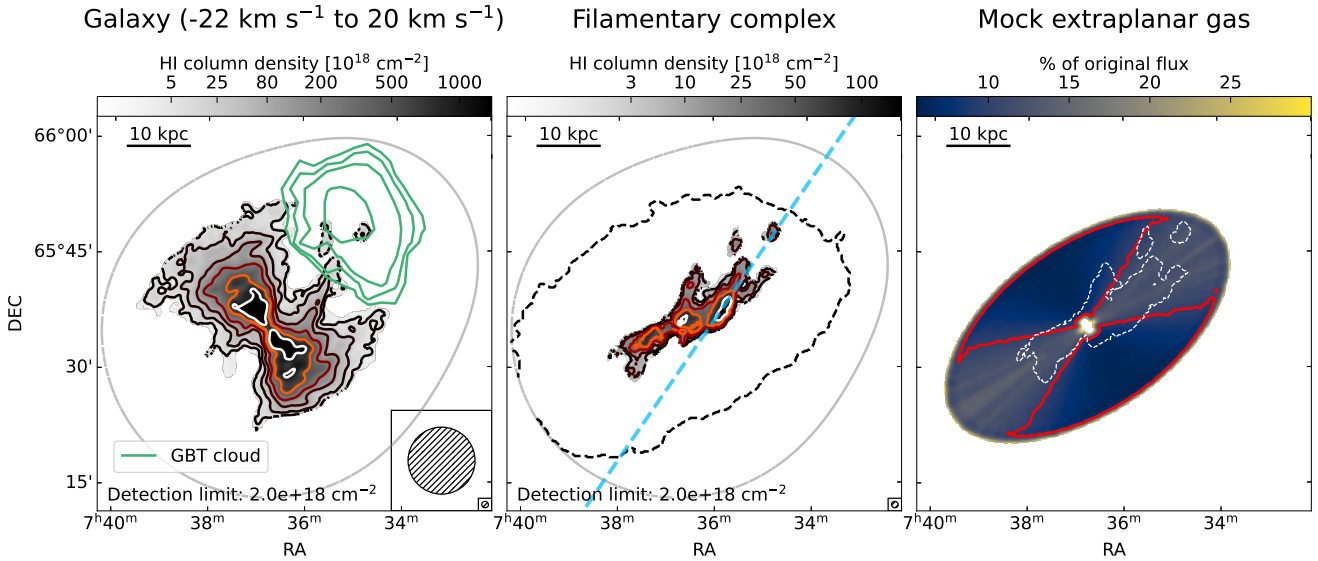 Galaxy (-22 km s⁻¹ to 20 km s⁻¹)
HI column density [10¹⁸ cm⁻²]
5 25 80 200 500 1000
10 kpc
66°00'
65°45'
30'
15'
DEC
GBT cloud
Detection limit: 2.0e+18 cm⁻²
7ʰ40ᵐ 38ᵐ 36ᵐ 34ᵐ
RA
Filamentary complex
HI column density [10¹⁸ cm⁻²]
3 10 25 50 100
10 kpc
Detection limit: 2.0e+18 cm⁻²
7ʰ40ᵐ 38ᵐ 36ᵐ 34ᵐ
RA
Mock extraplanar gas
% of original flux
10 15 20 25
10 kpc
7ʰ40ᵐ 38ᵐ 36ᵐ 34ᵐ
RA